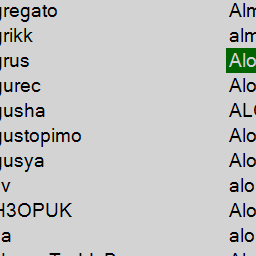 gregato Alm
grikk alm
grus Alo
gurec Alo
gusha ALO
gustopimo Alo
gusya Alo
v alo
H3OPUK Alo
a alo